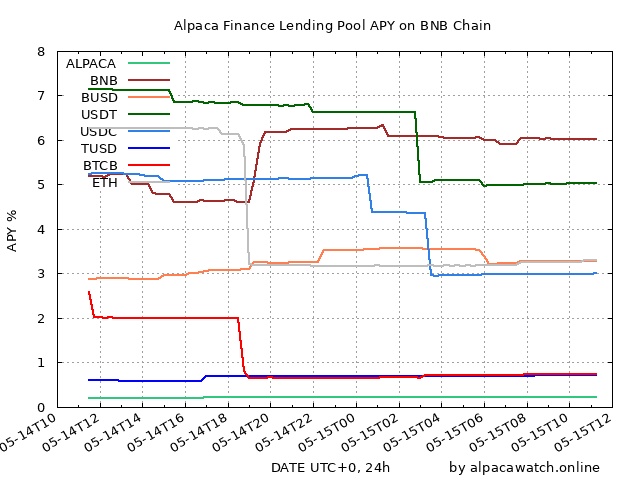 Alpaca Finance Lending Pool APY on BNB Chain
8
7
6
5
4
3
2
1
0
APY %
ALPACA
BNB
BUSD
USDT
USDC
TUSD
BTCB
ETH
05-14T10
05-14T12
05-14T14
05-14T16
05-14T18
05-14T20
05-14T22
05-15T00
05-15T02
05-15T04
05-15T06
05-15T08
05-15T10
05-15T12
DATE UTC+0, 24h
by alpacawatch.online